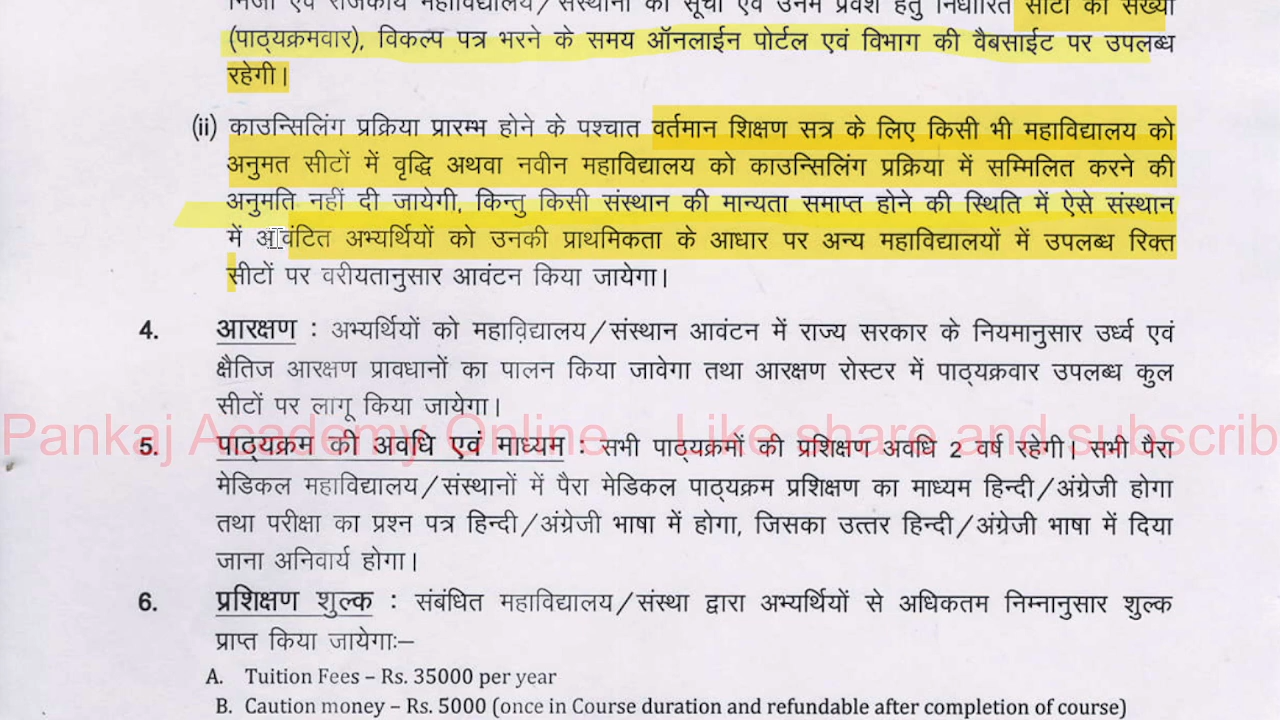 निजी एवं राजकीय महाविद्यालय/संस्थानों की सूची एवं उनमें प्रवेश हेतु निर्धारित सीटों की संख्या
(पाठ्यक्रमवार), विकल्प पत्र भरने के समय ऑनलाईन पोर्टल एवं विभाग की वैबसाईट पर उपलब्ध
रहेगी।
(ii) काउन्सिलिंग प्रक्रिया प्रारम्भ होने के पश्चात वर्तमान शिक्षण सत्र के लिए किसी भी महाविद्यालय को
अनुमत सीटों में वृद्धि अथवा नवीन महाविद्यालय को काउन्सिलिंग प्रक्रिया में सम्मिलित करने की
अनुमति नहीं दी जायेगी, किन्तु किसी संस्थान की मान्यता समाप्त होने की स्थिति में ऐसे संस्थान
में आवंटित अभ्यर्थियों को उनकी प्राथमिकता के आधार पर अन्य महाविद्यालयों में उपलब्ध रिक्त
सीटों पर वरीयतानुसार आवंटन किया जायेगा।
4. आरक्षण : अभ्यर्थियों को महाविद्यालय/संस्थान आवंटन में राज्य सरकार के नियमानुसार उर्ध्व एवं
क्षैतिज आरक्षण प्रावधानों का पालन किया जावेगा तथा आरक्षण रोस्टर में पाठ्यक्रवार उपलब्ध कुल
सीटों पर लागू किया जायेगा।
Pankaj Academy Online Like share and subscrib
5. पाठ्यक्रम की अवधि एवं माध्यम : सभी पाठ्यक्रमों की प्रशिक्षण अवधि 2 वर्ष रहेगी। सभी पैरा
मेडिकल महाविद्यालय/संस्थानों में पैरा मेडिकल पाठ्यक्रम प्रशिक्षण का माध्यम हिन्दी/अंग्रेजी होगा
तथा परीक्षा का प्रश्न पत्र हिन्दी/अंग्रेजी भाषा में होगा, जिसका उत्तर हिन्दी/अंग्रेजी भाषा में दिया
जाना अनिवार्य होगा।
6. प्रशिक्षण शुल्क : संबंधित महाविद्यालय/संस्था द्वारा अभ्यर्थियों से अधिकतम निम्नानुसार शुल्क
प्राप्त किया जायेगाः–
A. Tuition Fees – Rs. 35000 per year
B. Caution money – Rs. 5000 (once in Course duration and refundable after completion of course)